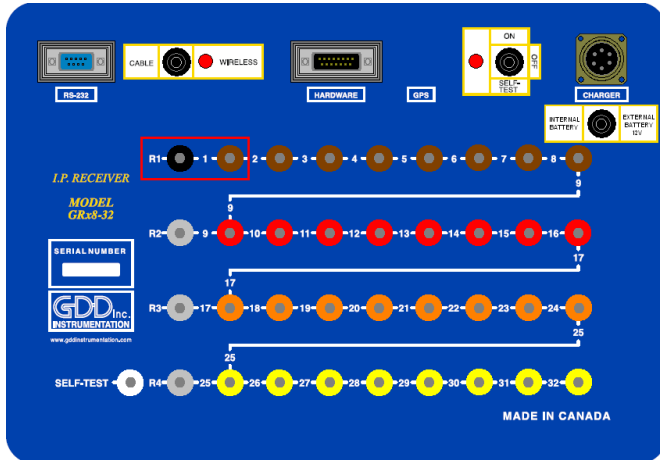 ON
OFF
CABLE
WIRELESS
SELF-
TEST
RS-232
HARDWARE
GPS
CHARGER
INTERNAL
BATTERY
EXTERNAL
BATTERY
12V
R1 1 2 3 4 5 6 7 8
9
I.P. RECEIVER
MODEL
GRx8-32
9
R2 9 10 11 12 13 14 15 16
17
SERIAL NUMBER
17
GDD Inc.
INSTRUMENTATION
R3 17 18 19 20 21 22 23 24
25
www.gddinstrumentation.com
25
SELF-TEST R4 25 26 27 28 29 30 31 32
MADE IN CANADA